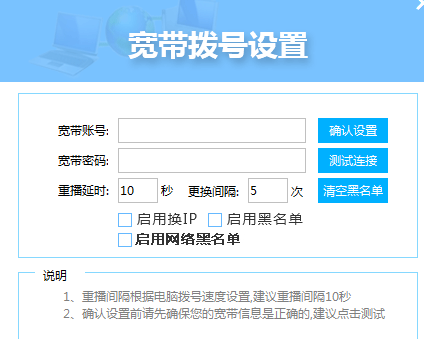 宽带拨号设置
宽带账号: 确认设置
宽带密码: 测试连接
重播延时: 10 秒 更换间隔: 5 次 清空黑名单
启用换IP 启用黑名单
启用网络黑名单
说明
1、重播间隔根据电脑拨号速度设置,建议重播间隔10秒
2、确认设置前请先确保您的宽带信息是正确的,建议点击测试